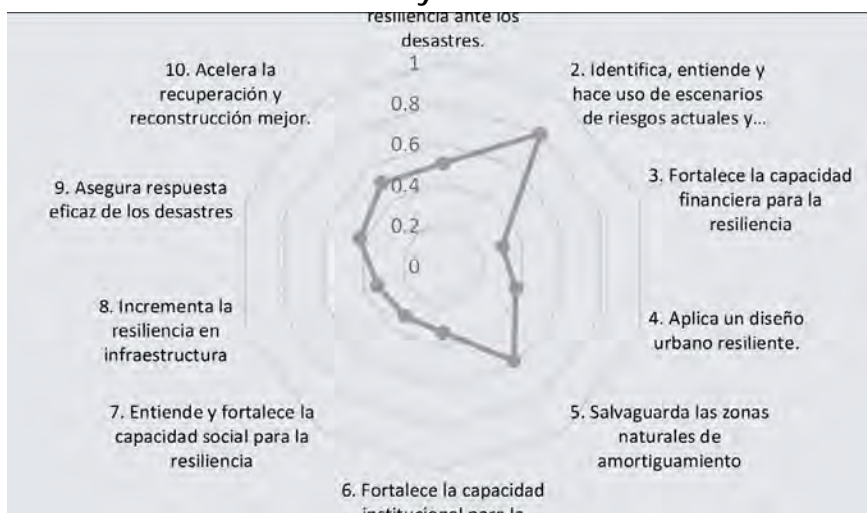 resiliencia ante los
desastres.
10. Acelera la
recuperación y
reconstrucción mejor.
1
0.8
0.6
0.4
0.2
0
2. Identifica, entiende y
hace uso de escenarios
de riesgos actuales y...
3. Fortalece la capacidad
financiera para la
resiliencia
9. Asegura respuesta
eficaz de los desastres
8. Incrementa la
resiliencia en
infraestructura
4. Aplica un diseño
urbano resiliente.
7. Entiende y fortalece la
capacidad social para la
resiliencia
5. Salvaguarda las zonas
naturales de
amortiguamiento
6. Fortalece la capacidad
institucional para la